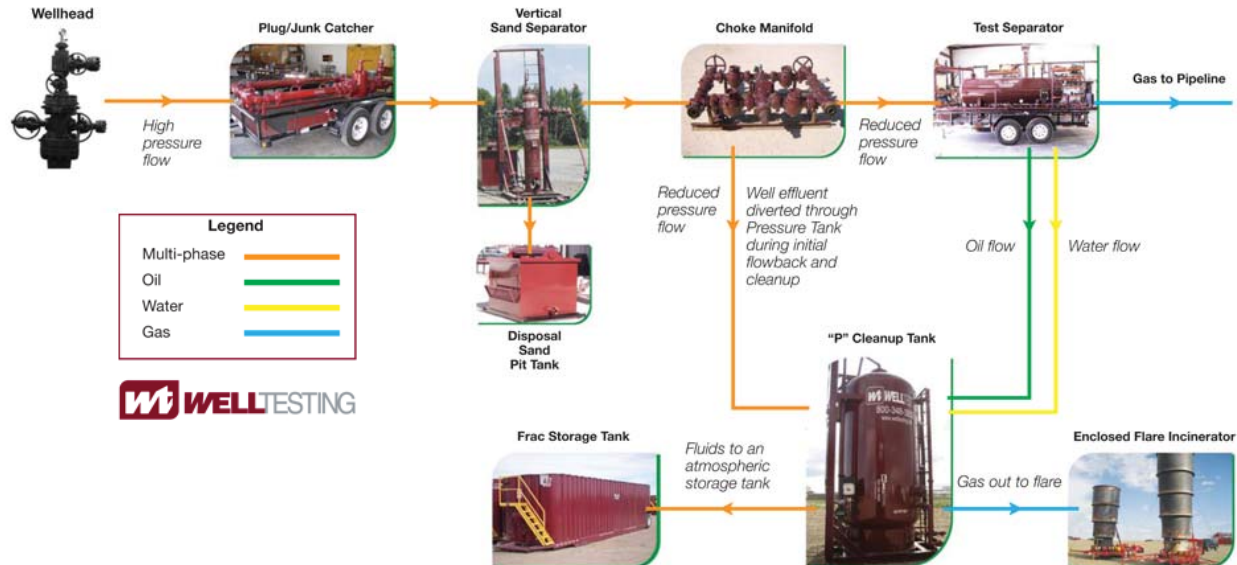 Wellhead
Plug/Junk Catcher
Vertical
Sand Separator
Choke Manifold
Test Separator
Gas to Pipeline
High
pressure
flow
Reduced
pressure
flow
Reduced
pressure
flow
Well effluent
diverted through
Pressure Tank
during initial
flowback and
cleanup
Oil flow
Water flow
Legend
Multi-phase
Oil
Water
Gas
Disposal
Sand
Pit Tank
"P" Cleanup Tank
wt WELLTESTING
wt WELL
Frac Storage Tank
Fluids to an
atmospheric
storage tank
Gas out to flare
Enclosed Flare Incinerator